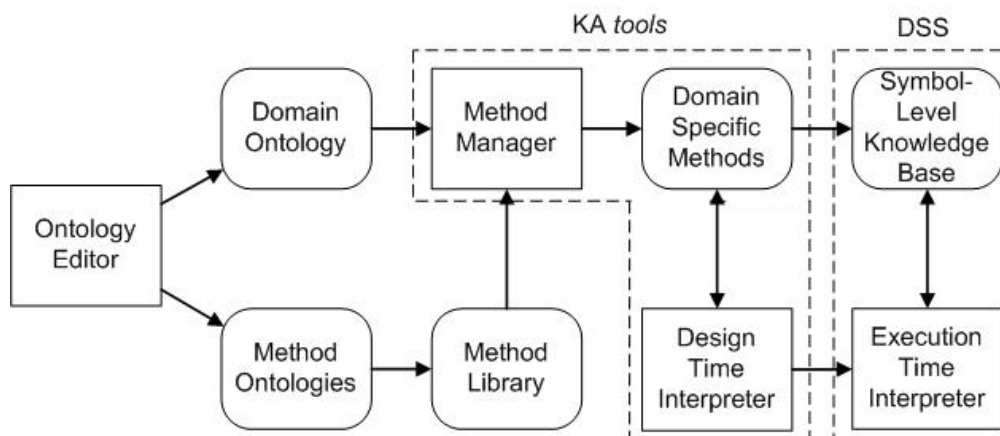 KA tools
DSS
Domain
Ontology
Method
Manager
Domain
Specific
Methods
Symbol-
Level
Knowledge
Base
Ontology
Editor
Method
Ontologies
Method
Library
Design
Time
Interpreter
Execution
Time
Interpreter